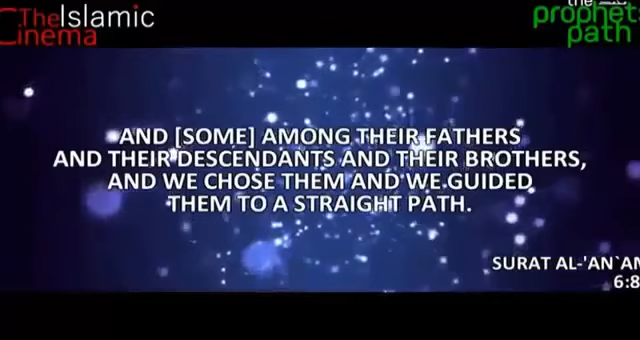 The Islamic
Cinema
the
prophet
path
AND [SOME] AMONG THEIR FATHERS
AND THEIR DESCENDANTS AND THEIR BROTHERS,
AND WE CHOSE THEM AND WE GUIDED
THEM TO A STRAIGHT PATH.
SURAT AL-'AN`AM
6:8